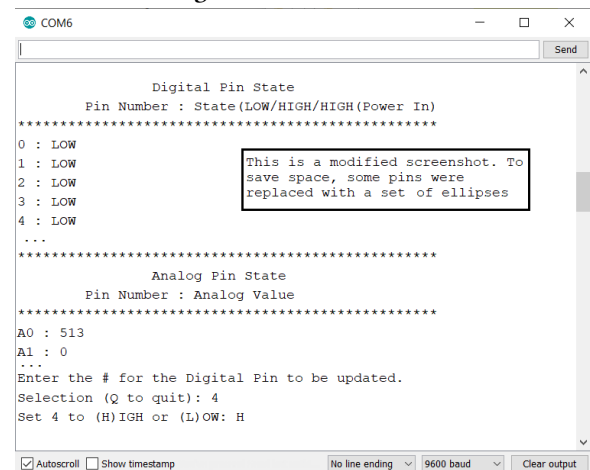 COM6
Send
Digital Pin State
Pin Number : State(LOW/HIGH/HIGH(Power In)
**************************************************
0 : LOW
1 : LOW
2 : LOW
3 : LOW
4 : LOW
...
This is a modified screenshot. To
save space, some pins were
replaced with a set of ellipses
**************************************************
Analog Pin State
Pin Number : Analog Value
**************************************************
A0 : 513
A1 : 0
...
Enter the # for the Digital Pin to be updated.
Selection (Q to quit): 4
Set 4 to (H)IGH or (L)OW: H
Autoscroll Show timestamp No line ending 9600 baud Clear output